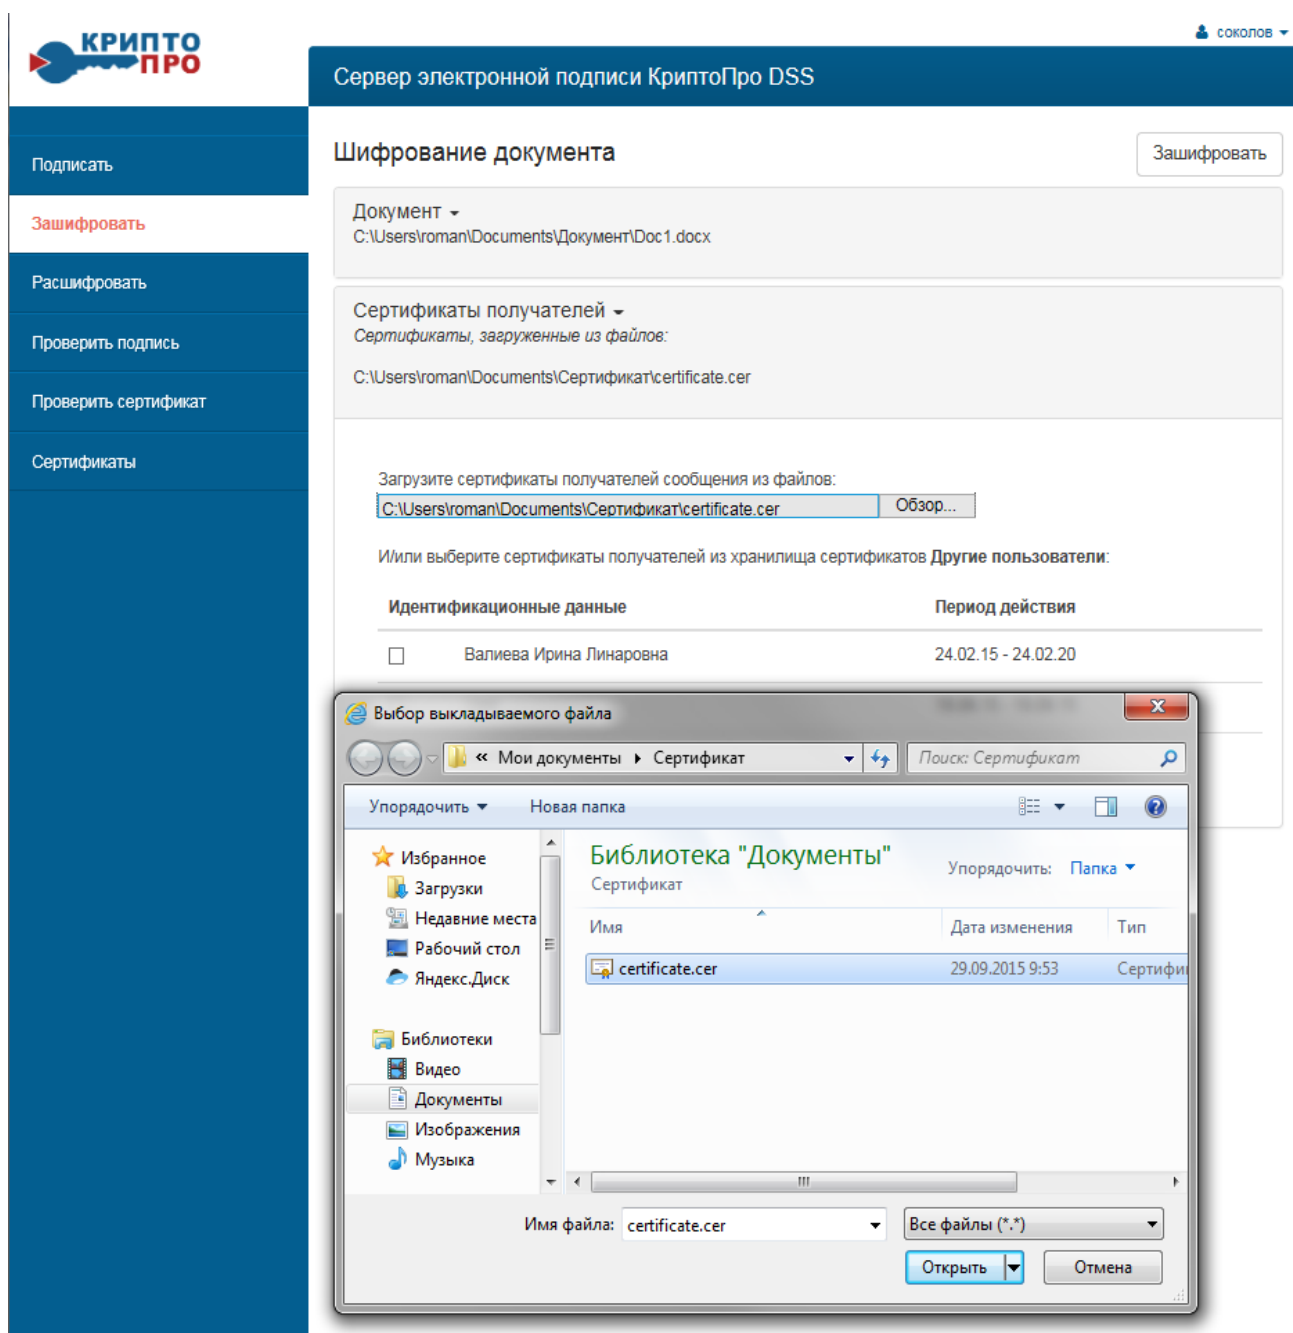 КРИПТО
ПРО
соколов
Сервер электронной подписи КриптоПро DSS
Подписать
Зашифровать
Расшифровать
Проверить подпись
Проверить сертификат
Сертификаты
Шифрование документа
Зашифровать
Документ
C:\Users\roman\Documents\Документ\Doc1.docx
Сертификаты получателей
Сертификаты, загруженные из файлов:
C:\Users\roman\Documents\Сертификат\certificate.cer
Загрузите сертификаты получателей сообщения из файлов:
C:\Users\roman\Documents\Сертификат\certificate.cer Обзор...
И/или выберите сертификаты получателей из хранилища сертификатов Другие пользователи:
Идентификационные данные Период действия
Валиева Ирина Линаровна 24.02.15 - 24.02.20
Выбор выкладываемого файла
« Мои документы Сертификат Поиск: Сертификат
Упорядочить Новая папка
Избранное
Загрузки
Недавние места
Рабочий стол
Яндекс.Диск
Библиотеки
Видео
Документы
Изображения
Музыка
Библиотека "Документы"
Сертификат
Упорядочить: Папка
Имя Дата изменения Тип
certificate.cer 29.09.2015 9:53 Сертифи
Имя файла: certificate.cer Все файлы (*.*)
Открыть Отмена